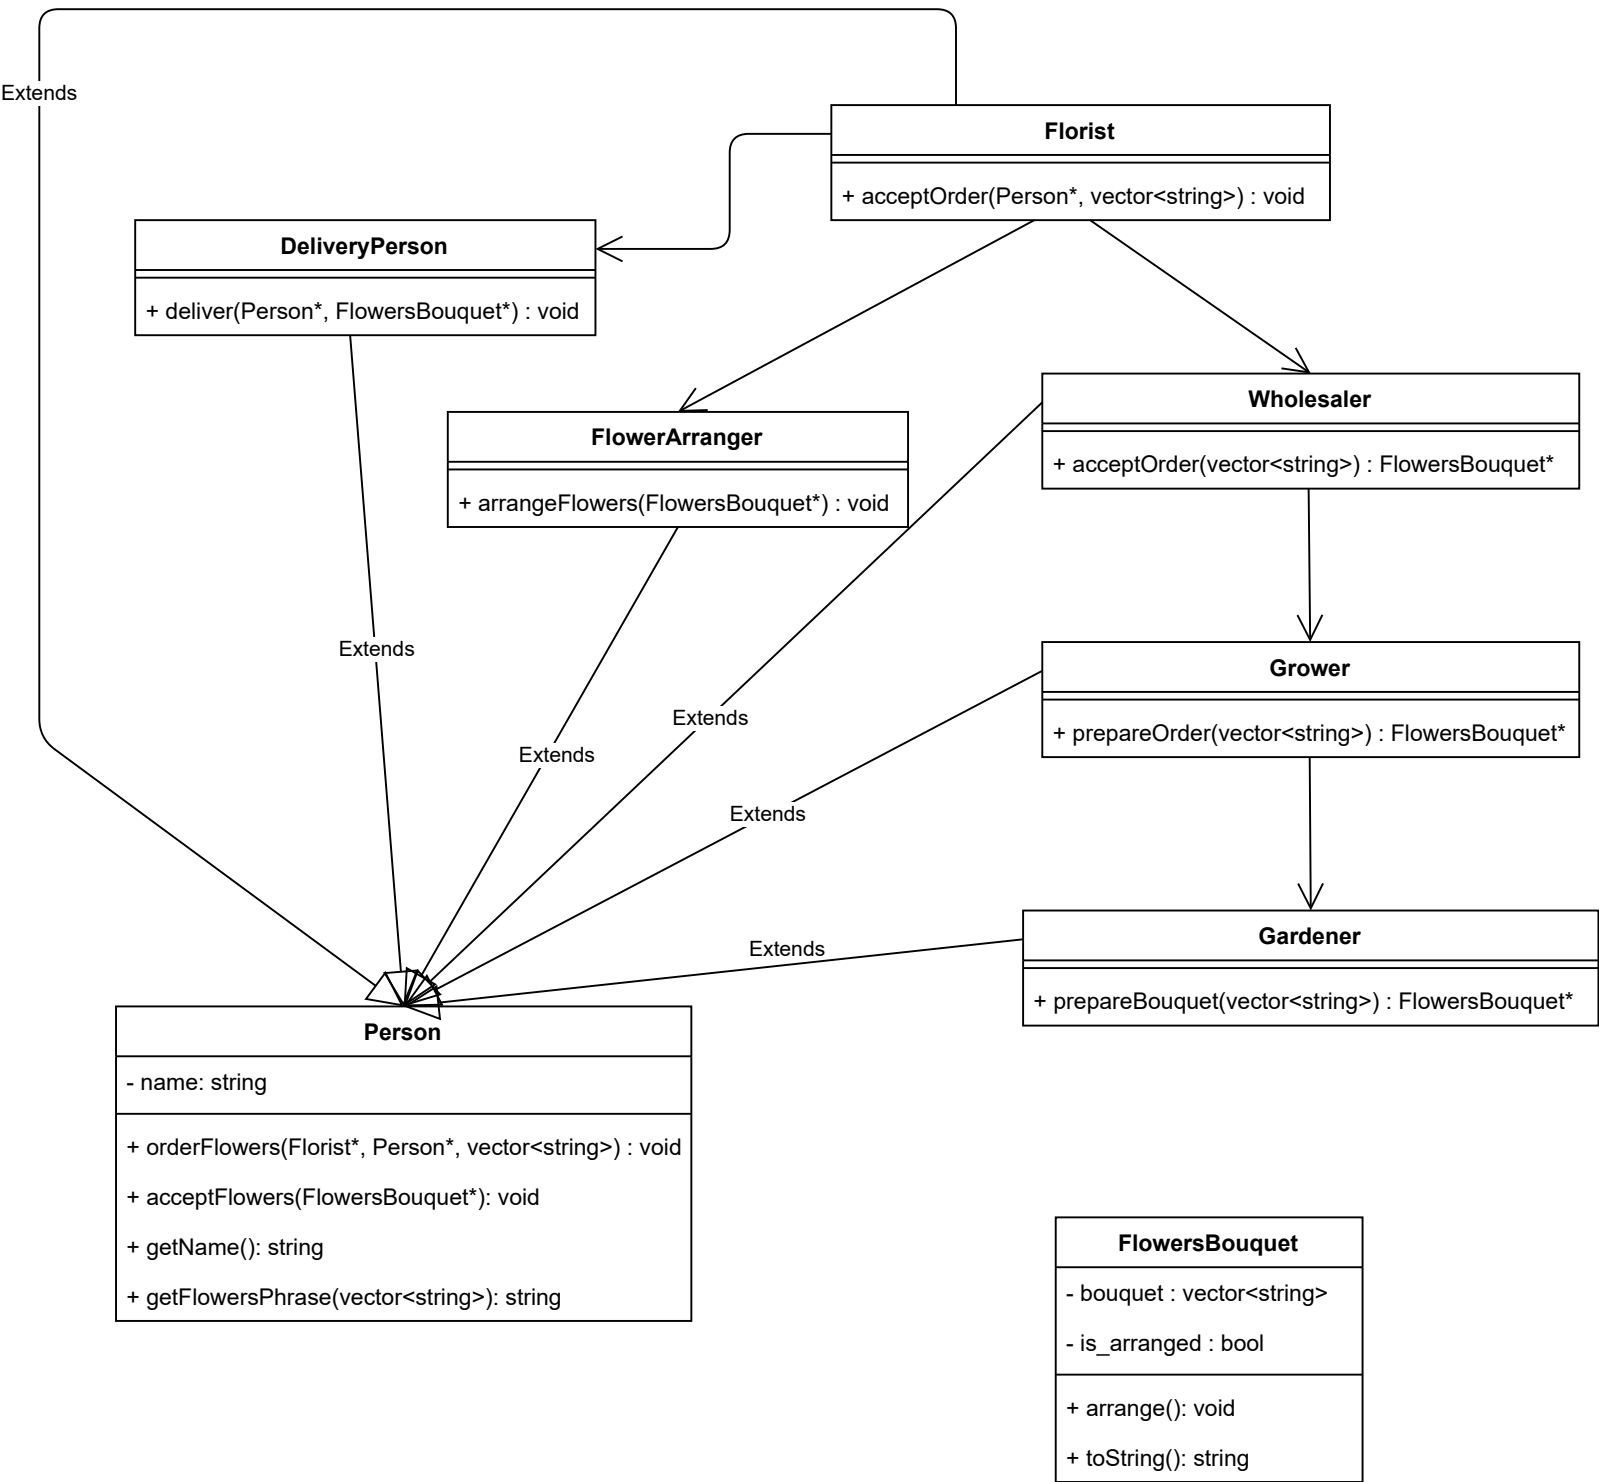 Extends
Florist
+ acceptOrder(Person*, vector<string>) : void
DeliveryPerson
+ deliver(Person*, FlowersBouquet*) : void
Wholesaler
+ acceptOrder(vector<string>) : FlowersBouquet*
FlowerArranger
+ arrangeFlowers(FlowersBouquet*) : void
Extends
Grower
+ prepareOrder(vector<string>) : FlowersBouquet*
Extends
Extends
Extends
Gardener
+ prepareBouquet(vector<string>) : FlowersBouquet*
Extends
Person
- name: string
+ orderFlowers(Florist*, Person*, vector<string>) : void
+ acceptFlowers(FlowersBouquet*): void
+ getName(): string
+ getFlowersPhrase(vector<string>): string
FlowersBouquet
- bouquet : vector<string>
- is_arranged : bool
+ arrange(): void
+ toString(): string